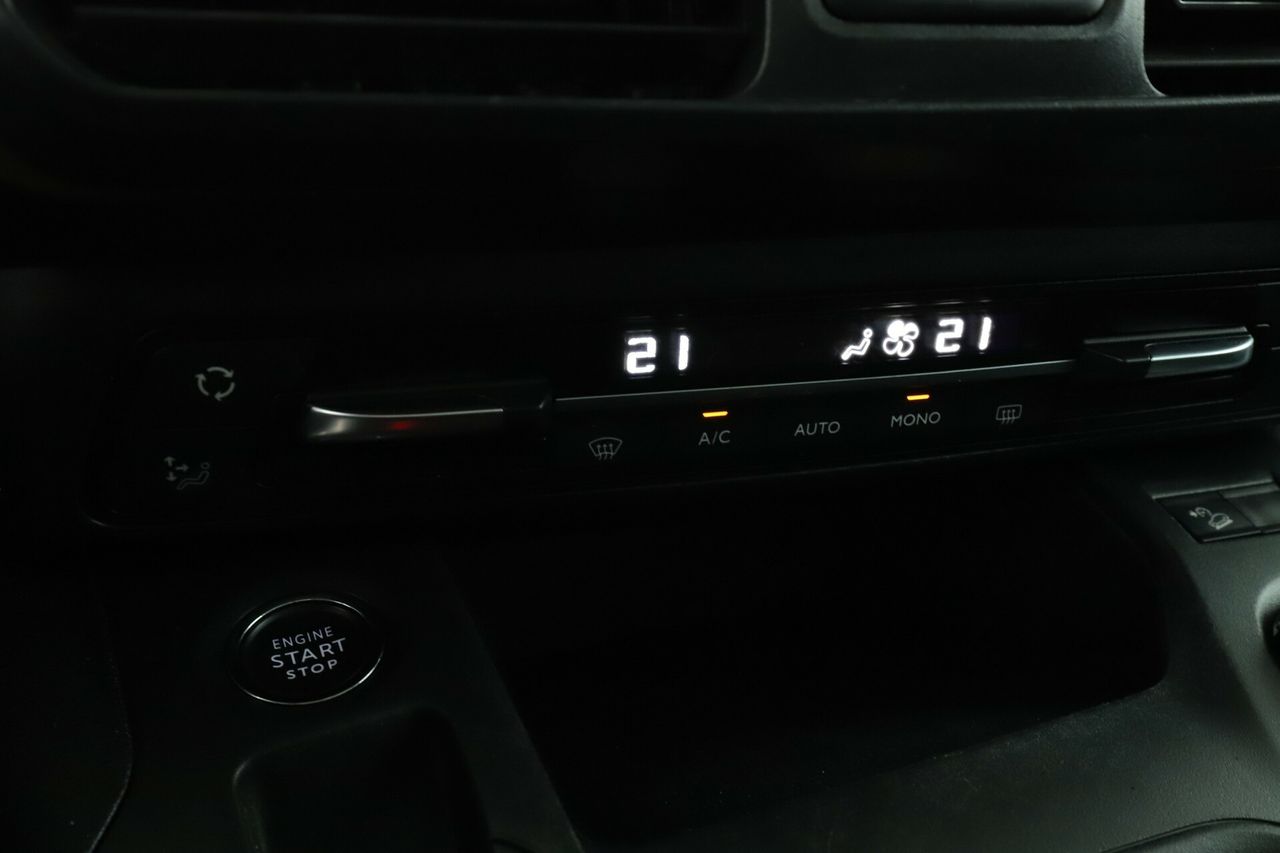 21 21
A/C AUTO MONO
ENGINE
START
STOP